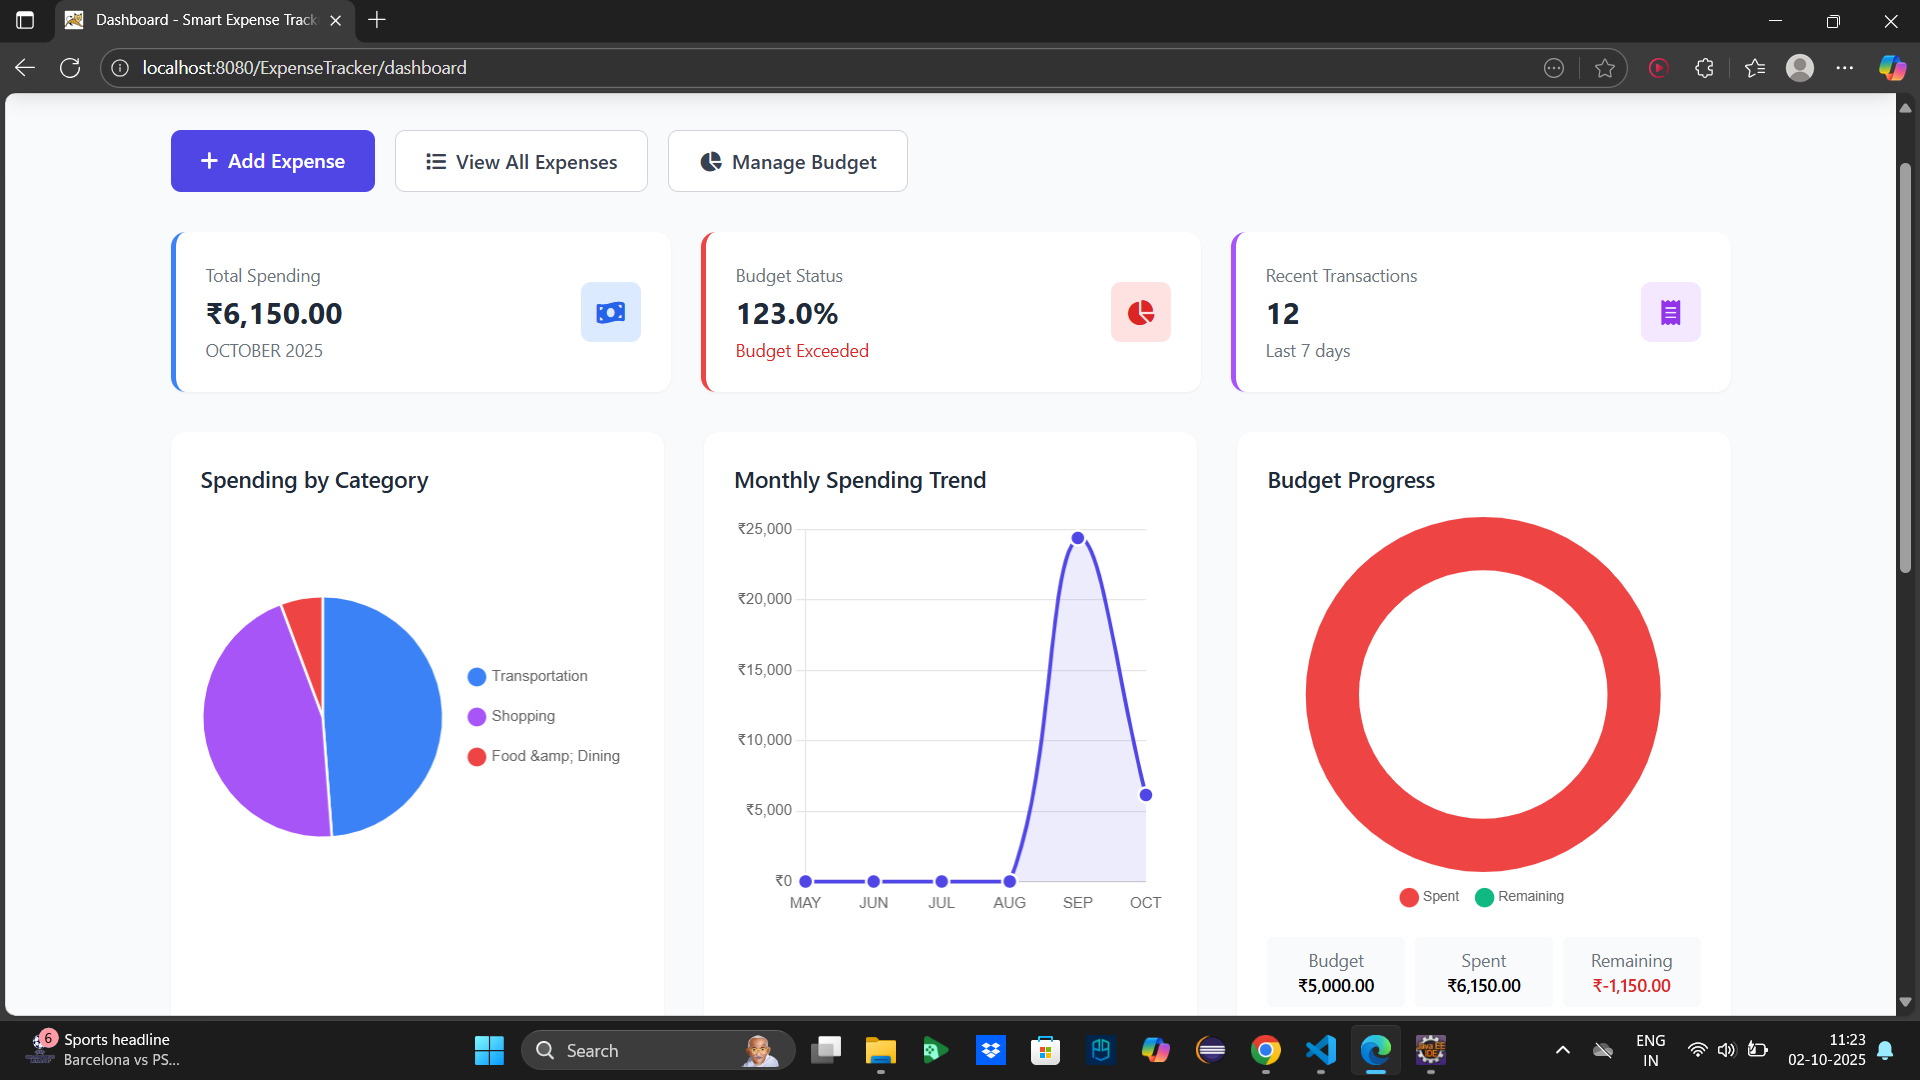 Dashboard - Smart Expense Track
localhost:8080/ExpenseTracker/dashboard
Add Expense
View All Expenses
Manage Budget
Total Spending
₹6,150.00
OCTOBER 2025
Budget Status
123.0%
Budget Exceeded
Recent Transactions
12
Last 7 days
Spending by Category
Transportation
Shopping
Food &amp; Dining
Monthly Spending Trend
₹25,000
₹20,000
₹15,000
₹10,000
₹5,000
₹0
MAY JUN JUL AUG SEP OCT
Budget Progress
Spent Remaining
Budget
₹5,000.00
Spent
₹6,150.00
Remaining
₹-1,150.00
6
Sports headline
Barcelona vs PS...
Search
ENG
IN
11:23
02-10-2025